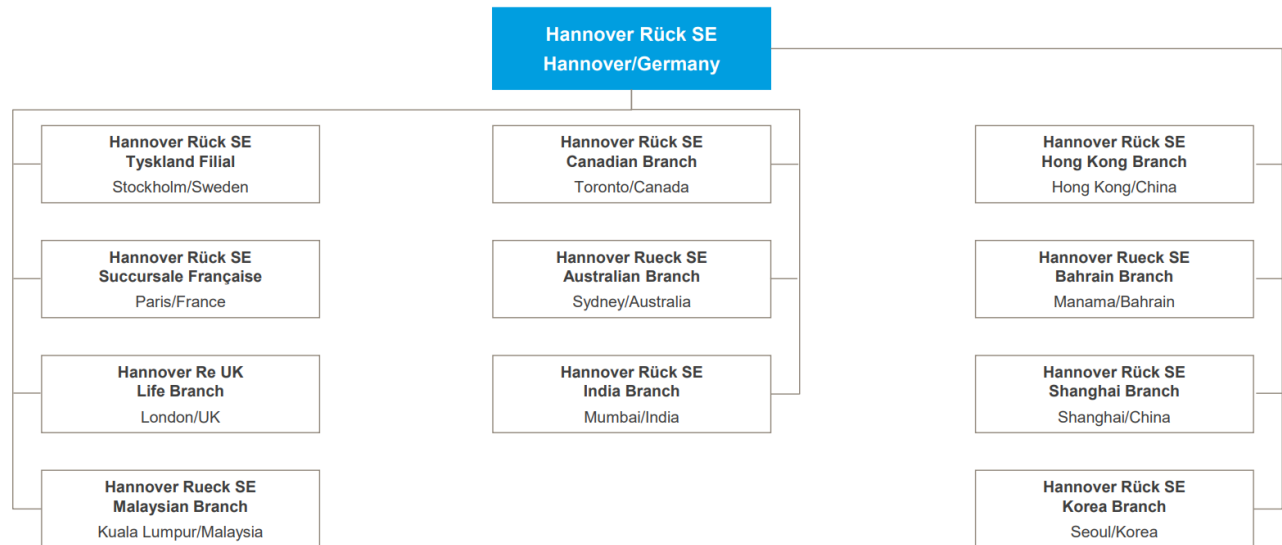 Hannover Rück SE
Hannover/Germany
Hannover Rück SE
Tyskland Filial
Stockholm/Sweden
Hannover Rück SE
Canadian Branch
Toronto/Canada
Hannover Rück SE
Hong Kong Branch
Hong Kong/China
Hannover Rück SE
Succursale Française
Paris/France
Hannover Rueck SE
Australian Branch
Sydney/Australia
Hannover Rueck SE
Bahrain Branch
Manama/Bahrain
Hannover Re UK
Life Branch
London/UK
Hannover Rück SE
India Branch
Mumbai/India
Hannover Rück SE
Shanghai Branch
Shanghai/China
Hannover Rueck SE
Malaysian Branch
Kuala Lumpur/Malaysia
Hannover Rück SE
Korea Branch
Seoul/Korea